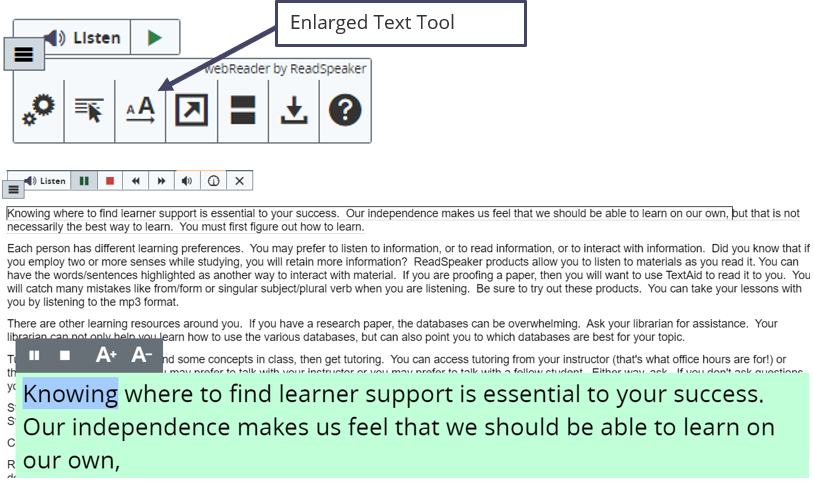 Enlarged Text Tool
Listen
webReader by ReadSpeaker
A A
?
Listen
Knowing where to find learner support is essential to your success.  Our independence makes us feel that we should be able to learn on our own, but that is not
necessarily the best way to learn.  You must first figure out how to learn.
Each person has different learning preferences.  You may prefer to listen to information, or to read information, or to interact with information.  Did you know that if
you employ two or more senses while studying, you will retain more information?  ReadSpeaker products allow you to listen to materials as you read it. You can
have the words/sentences highlighted as another way to interact with material.  If you are proofing a paper, then you will want to use TextAid to read it to you.  You
will catch many mistakes like from/form or singular subject/plural verb when you are listening.  Be sure to try out these products.  You can take your lessons with
you by listening to the mp3 format.
There are other learning resources around you.  If you have a research paper, the databases can be overwhelming.  Ask your librarian for assistance.  Your
librarian can not only help you learn how to use the various databases, but can also point you to which databases are best for your topic.
A+ A-
nd some concepts in class, then get tutoring.  You can access tutoring from your instructor (that's what office hours are for!) or
may prefer to talk with your instructor or you may prefer to talk with a fellow student.  Either way, ask.  If you don't ask questions,
Knowing where to find learner support is essential to your success.
Our independence makes us feel that we should be able to learn on
our own,